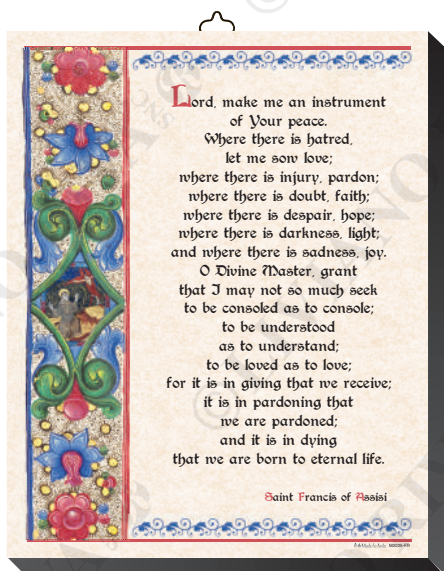 Lord, make me an instrument
of Your peace.
Where there is hatred,
let me sow love;
where there is injury, pardon;
where there is doubt, faith;
where there is despair, hope;
where there is darkness, light;
and where there is sadness, joy.
O Divine Master, grant
that I may not so much seek
to be consoled as to console;
to be understood
as to understand;
to be loved as to love;
for it is in giving that we receive;
it is in pardoning that
we are pardoned;
and it is in dying
that we are born to eternal life.
Saint Francis of Assisi